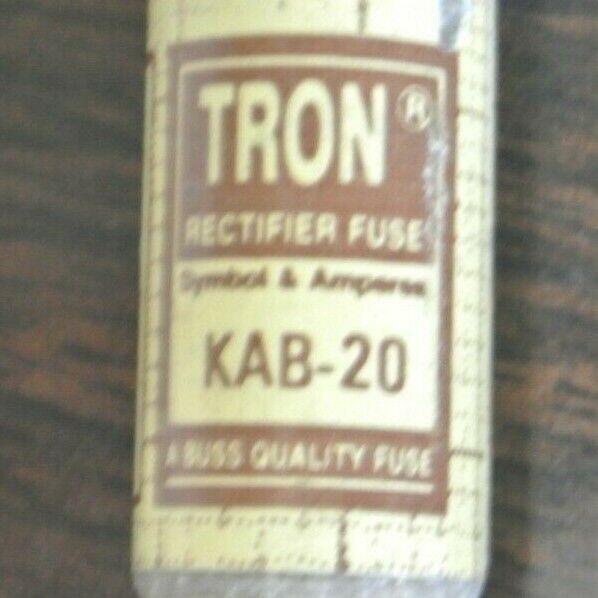 TRON®
RECTIFIER FUSE
Symbol & Amperes
KAB-20
A BUSS QUALITY FUSE